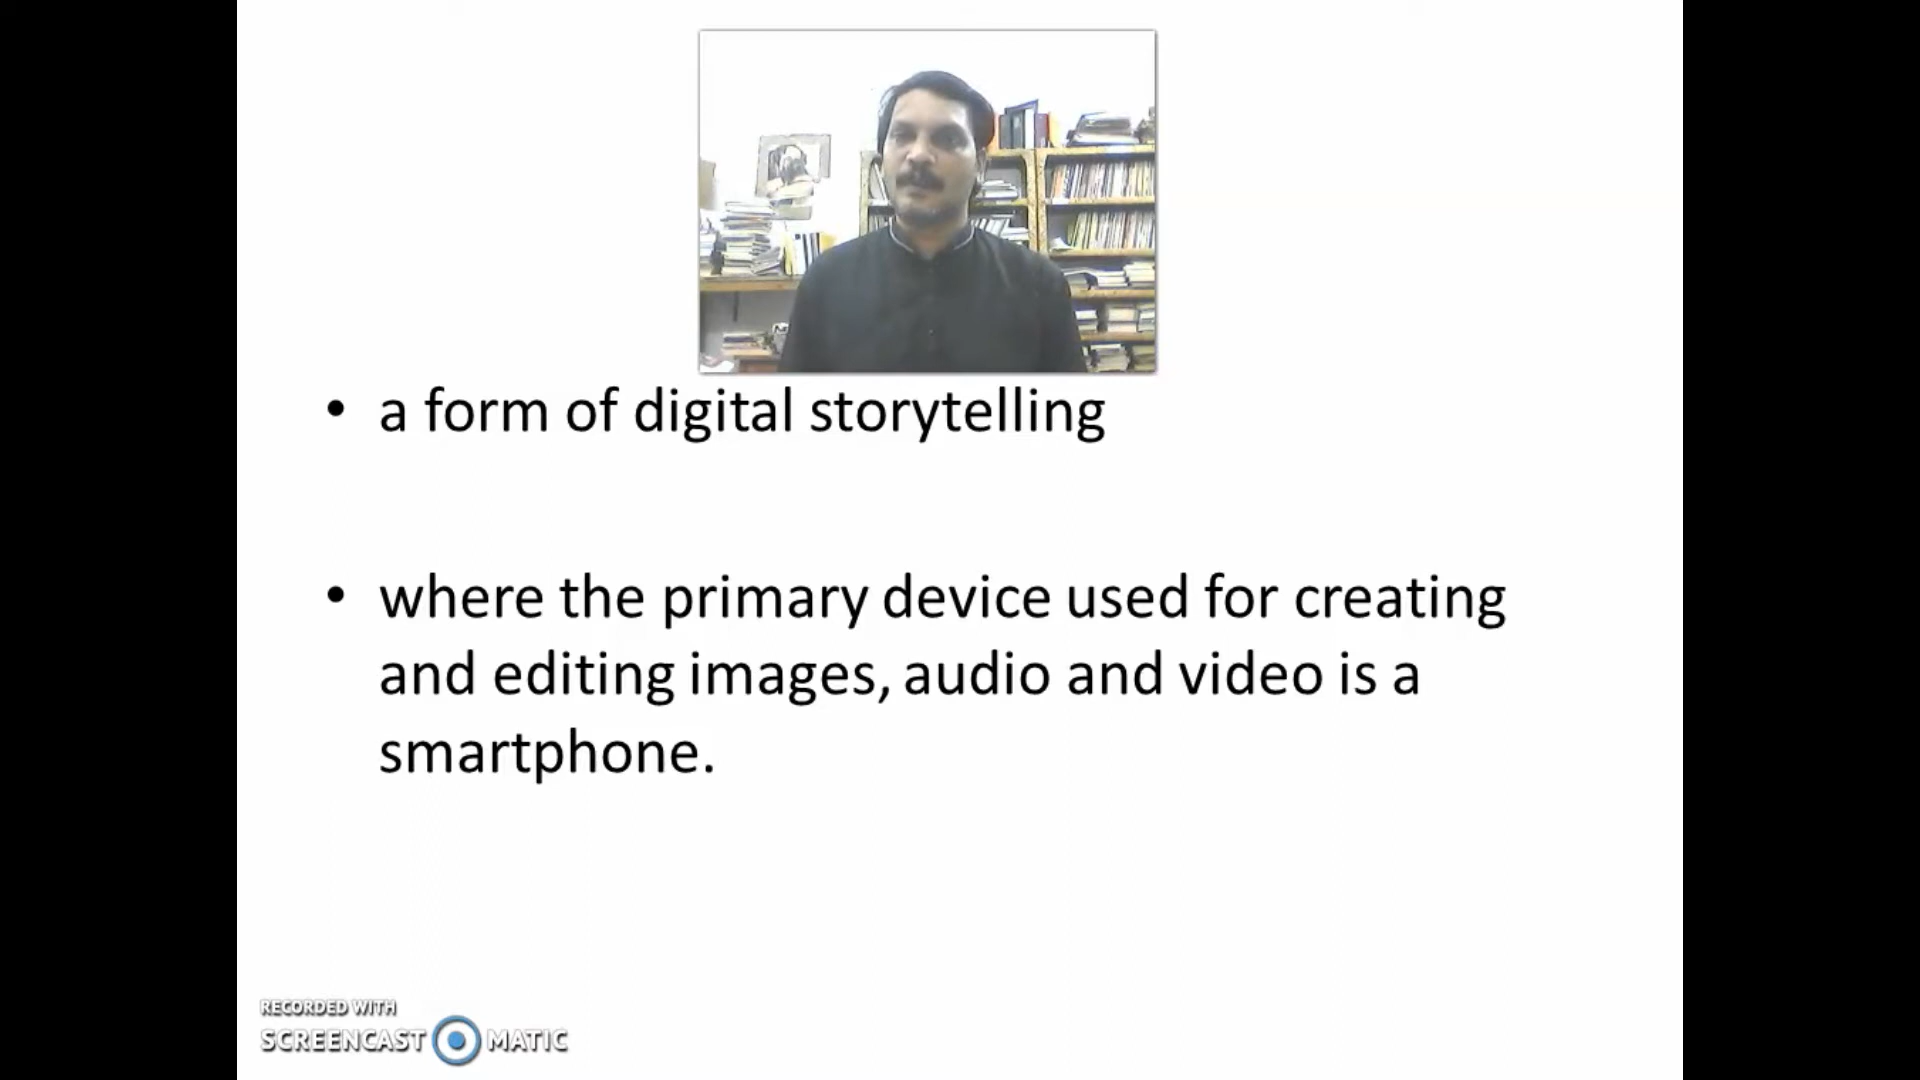 • a form of digital storytelling
• where the primary device used for creating
and editing images, audio and video is a
smartphone.
RECORDED WITH
SCREENCAST MATIC